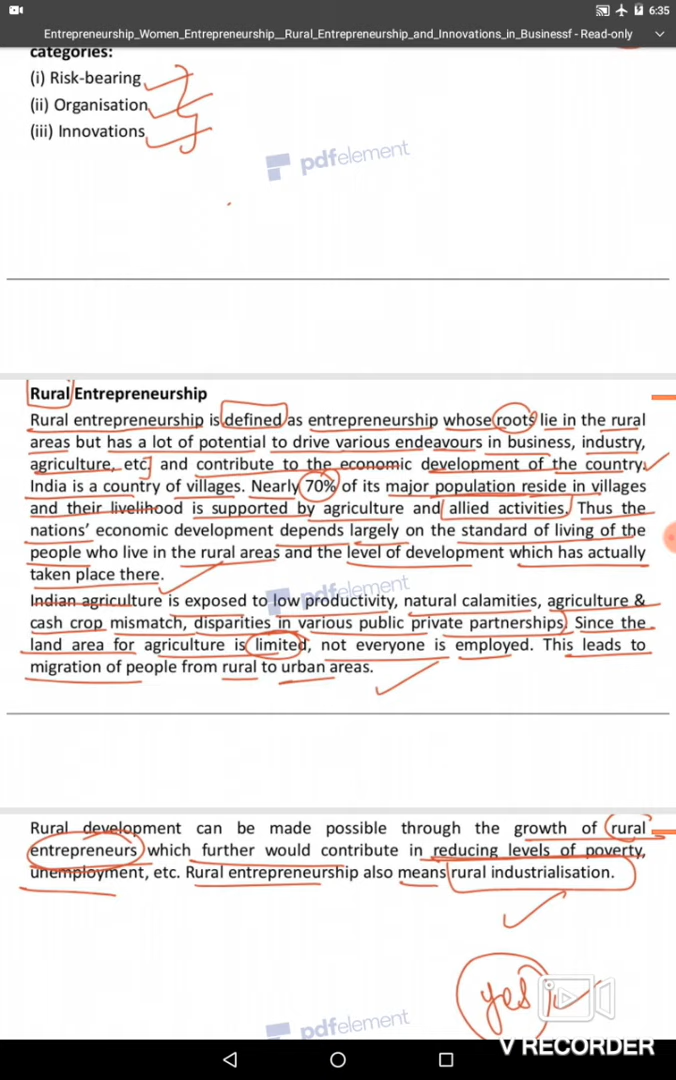 6:35
Entrepreneurship_Women_Entrepreneurship__Rural_Entrepreneurship_and_Innovations_in_Businessf - Read-only
categories:
(i) Risk-bearing
(ii) Organisation
(iii) Innovations
pdfelement
Rural Entrepreneurship
Rural entrepreneurship is defined as entrepreneurship whose roots lie in the rural
areas but has a lot of potential to drive various endeavours in business, industry,
agriculture, etc. and contribute to the economic development of the country.
India is a country of villages. Nearly 70% of its major population reside in villages
and their livelihood is supported by agriculture and allied activities. Thus the
nations’ economic development depends largely on the standard of living of the
people who live in the rural areas and the level of development which has actually
taken place there.
pdfelement
Indian agriculture is exposed to low productivity, natural calamities, agriculture &
cash crop mismatch, disparities in various public private partnerships. Since the
land area for agriculture is limited, not everyone is employed. This leads to
migration of people from rural to urban areas.
Rural development can be made possible through the growth of rural
entrepreneurs which further would contribute in reducing levels of poverty,
unemployment, etc. Rural entrepreneurship also means rural industrialisation.
yes
pdfelement
V RECORDER